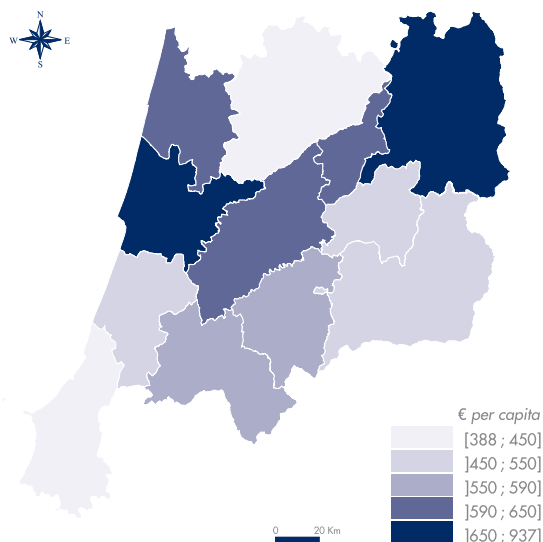 N
W E
S
€ per capita
[388 ; 450]
]450 ; 550]
]550 ; 590]
]590 ; 650]
]650 ; 937]
0 20 Km